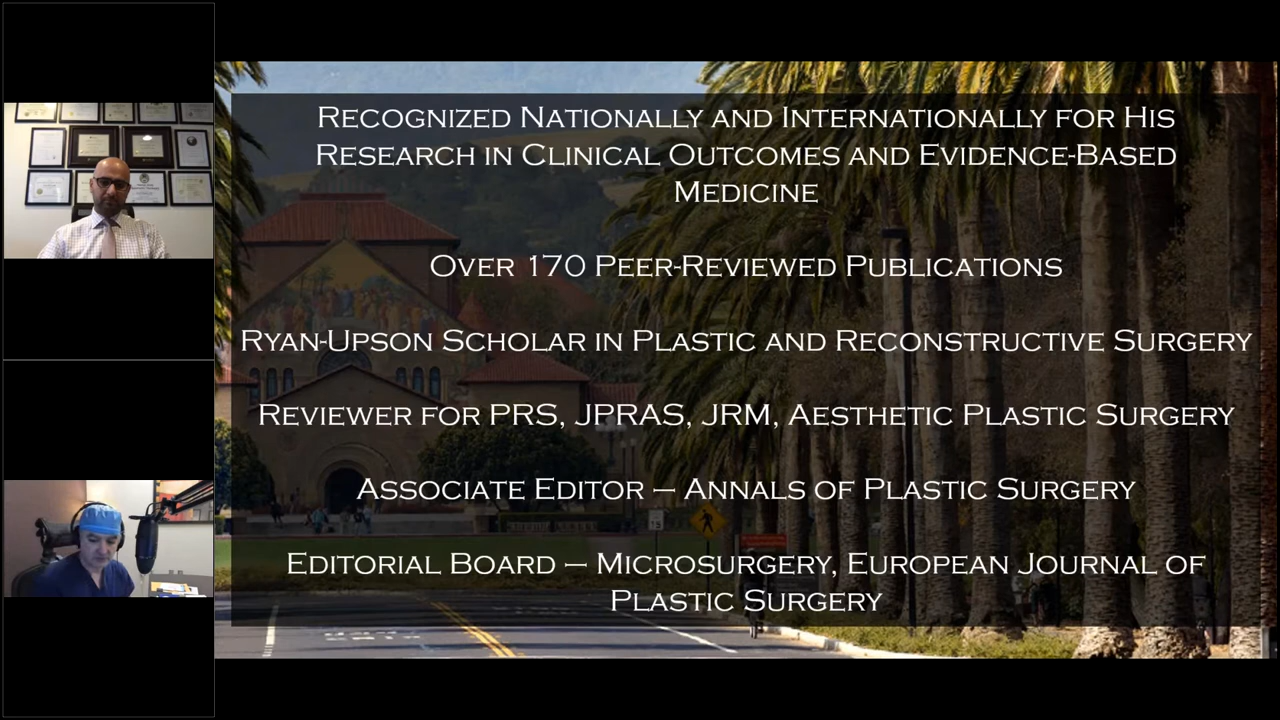 Recognized Nationally and Internationally for His
Research in Clinical Outcomes and Evidence-Based
Medicine
Over 170 Peer-Reviewed Publications
Ryan-Upson Scholar in Plastic and Reconstructive Surgery
Reviewer for PRS, JPRAS, JRM, Aesthetic Plastic Surgery
Associate Editor – Annals of Plastic Surgery
Editorial Board – Microsurgery, European Journal of
Plastic Surgery
15